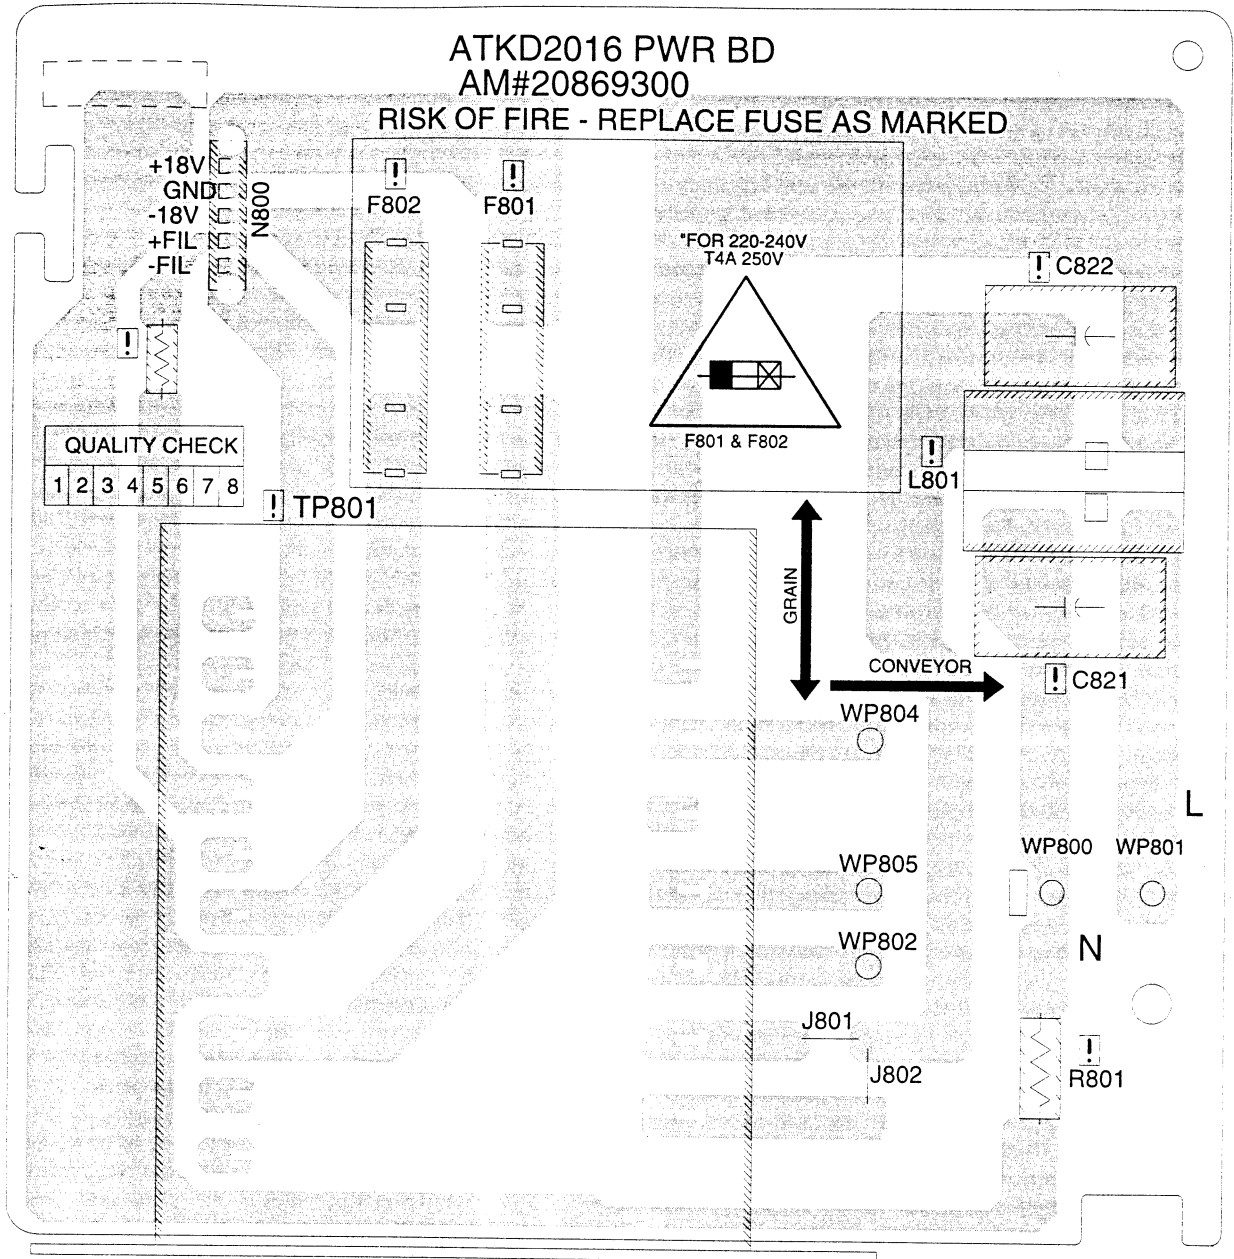 ATKD2016 PWR BD
AM#20869300
RISK OF FIRE - REPLACE FUSE AS MARKED
+18V
GND
-18V
+FIL
-FIL
N800
!
F802
!
F801
*FOR 220-240V
T4A 250V
F801 & F802
! C822
!
QUALITY CHECK
1 2 3 4 5 6 7 8
!
L801
! TP801
GRAIN
CONVEYOR
! C821
WP804
L
WP800
WP801
WP805
WP802
N
J801
J802
!
R801